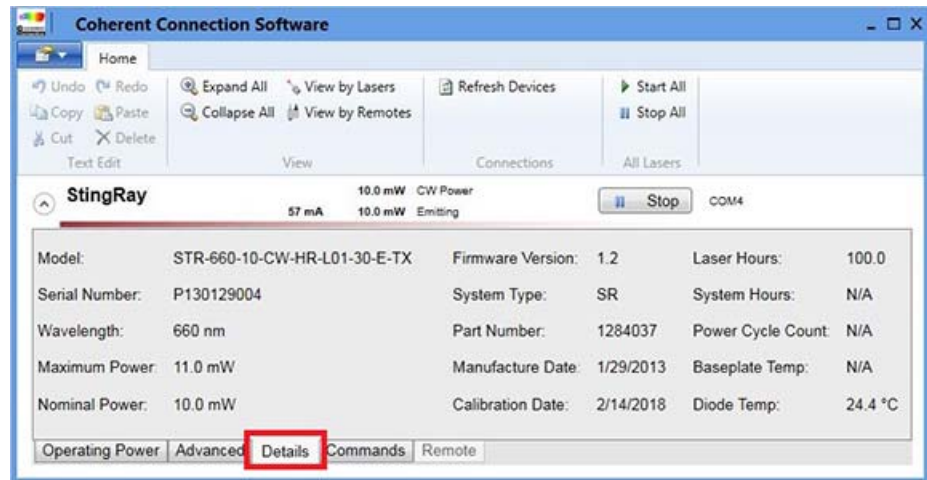 Coherent Connection Software
Home
Undo Redo Expand All View by Lasers Refresh Devices Start All
Copy Paste Collapse All View by Remotes Stop All
Cut Delete
Text Edit View Connections All Lasers
StingRay 10.0 mW CW Power Stop COM4
57 mA 10.0 mW Emitting
Model: STR-660-10-CW-HR-L01-30-E-TX Firmware Version: 1.2 Laser Hours: 100.0
Serial Number: P130129004 System Type: SR System Hours: N/A
Wavelength: 660 nm Part Number: 1284037 Power Cycle Count: N/A
Maximum Power: 11.0 mW Manufacture Date: 1/29/2013 Baseplate Temp: N/A
Nominal Power: 10.0 mW Calibration Date: 2/14/2018 Diode Temp: 24.4 °C
Operating Power Advanced Details Commands Remote